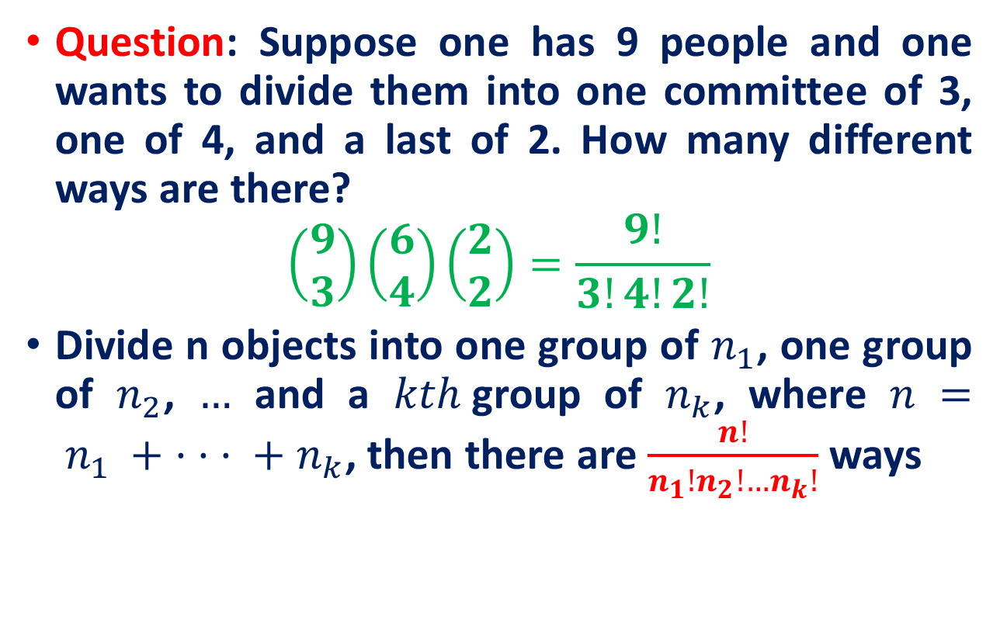 • Question: Suppose one has 9 people and one
wants to divide them into one committee of 3,
one of 4, and a last of 2. How many different
ways are there?
$\binom{9}{3}\binom{6}{4}\binom{2}{2} = \frac{9!}{3!\,4!\,2!}$
• Divide n objects into one group of $n_1$, one group
of $n_2$, … and a $kth$ group of $n_k$, where $n =$
$n_1 + \cdots + n_k$, then there are $\frac{n!}{n_1!n_2!…n_k!}$ ways